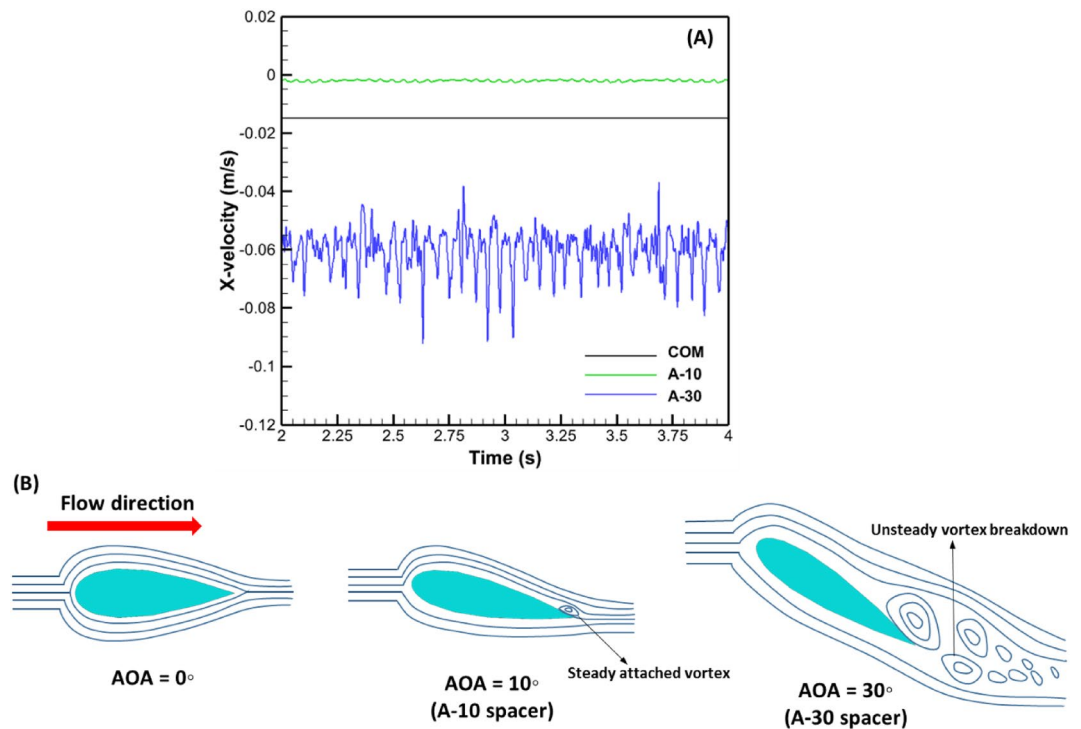 (A)
0.02
0
-0.02
-0.04
-0.06
-0.08
-0.1
-0.12
X-velocity (m/s)
COM
A-10
A-30
2 2.25 2.5 2.75 3 3.25 3.5 3.75 4
Time (s)
(B)
Flow direction
AOA = 0°
AOA = 10°
(A-10 spacer)
Steady attached vortex
Unsteady vortex breakdown
AOA = 30°
(A-30 spacer)